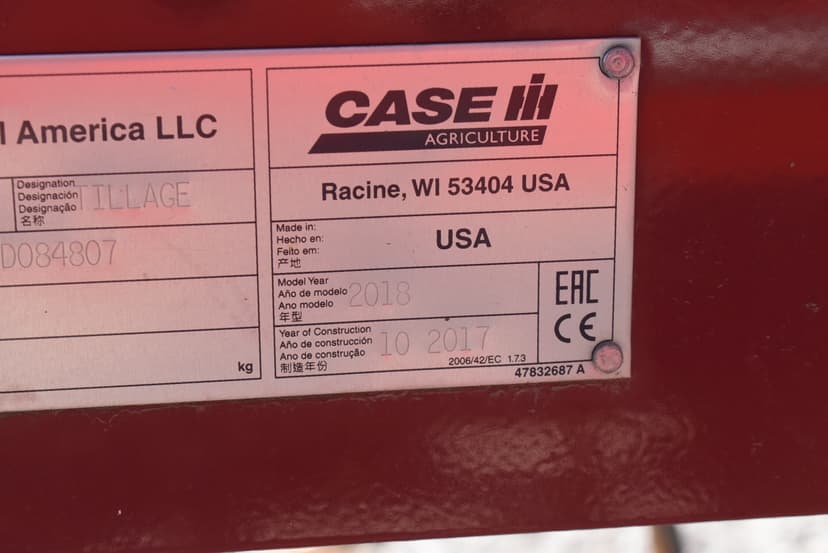 America LLC
Designation
Designación
Designação
名称
TILLAGE
D084807
kg
CASE IH
AGRICULTURE
Racine, WI 53404 USA
Made in:
Hecho en:
Feito em:
产地
USA
Model Year
Año de modelo
Ano modelo
年型
2018
Year of Construction
Año de construcción
Ano de construção
制造年份
10 2017
2006/42/EC 1.7.3
EAC
CE
47832687 A